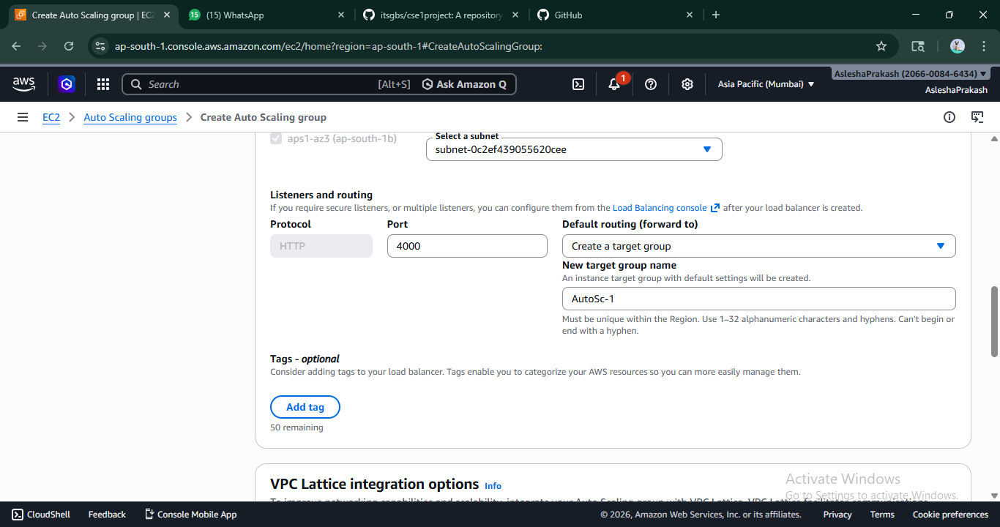 Create Auto Scaling group | EC2
15
(15) WhatsApp
itsgbs/cse1project: A repository
GitHub
ap-south-1.console.aws.amazon.com/ec2/home?region=ap-south-1#CreateAutoScalingGroup:
aws
Search
[Alt+S]
Ask Amazon Q
1
Asia Pacific (Mumbai)
AsleshaPrakash (2066-0084-6434)
AsleshaPrakash
EC2
Auto Scaling groups
Create Auto Scaling group
aps1-az3 (ap-south-1b)
Select a subnet
subnet-0c2ef439055620cee
Listeners and routing
If you require secure listeners, or multiple listeners, you can configure them from the Load Balancing console after your load balancer is created.
Protocol
Port
Default routing (forward to)
HTTP
4000
Create a target group
New target group name
An instance target group with default settings will be created.
AutoSc-1
Must be unique within the Region. Use 1–32 alphanumeric characters and hyphens. Can't begin or
end with a hyphen.
Tags - optional
Consider adding tags to your load balancer. Tags enable you to categorize your AWS resources so you can more easily manage them.
Add tag
50 remaining
VPC Lattice integration options
Info
To improve networking capabilities and scalability, integrate your Auto Scaling group with VPC Lattice. VPC Lattice facilitates communications
Activate Windows
Go to Settings to activate Windows.
CloudShell
Feedback
Console Mobile App
© 2026, Amazon Web Services, Inc. or its affiliates.
Privacy
Terms
Cookie preferences